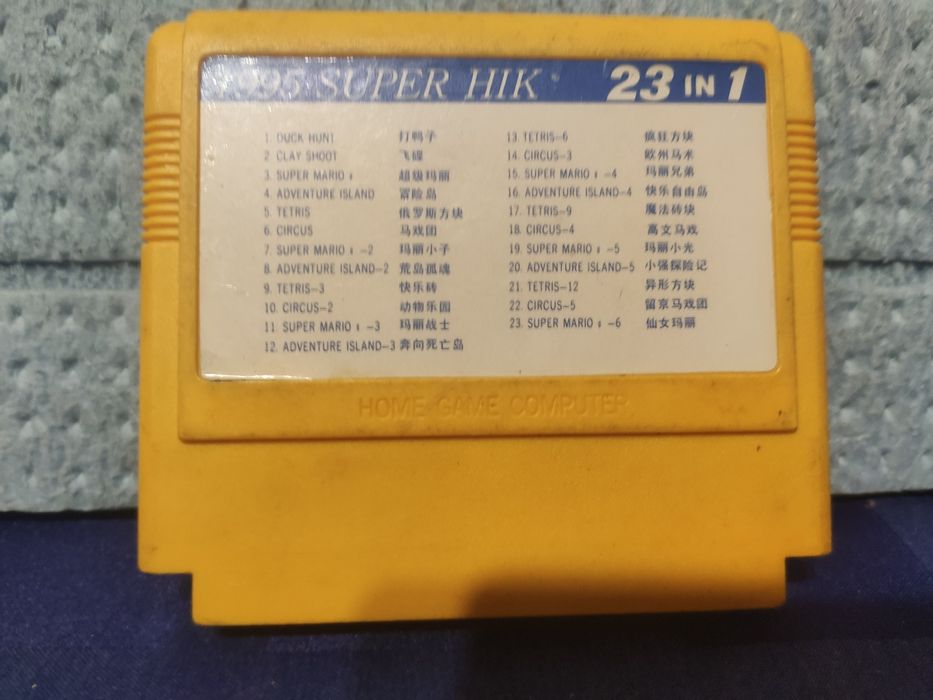 1995 SUPER HIK 23 IN 1
1. DUCK HUNT 打鸭子
2. CLAY SHOOT 飞碟
3. SUPER MARIO : 超级玛丽
4. ADVENTURE ISLAND 冒险岛
5. TETRIS 俄罗斯方块
6. CIRCUS 马戏团
7. SUPER MARIO : -2 玛丽小子
8. ADVENTURE ISLAND-2 荒岛孤魂
9. TETRIS-3 快乐砖
10. CIRCUS-2 动物乐园
11. SUPER MARIO : -3 玛丽战士
12. ADVENTURE ISLAND-3 奔向死亡岛
13. TETRIS-6 疯狂方块
14. CIRCUS-3 欧州马术
15. SUPER MARIO : -4 玛丽兄弟
16. ADVENTURE ISLAND-4 快乐自由岛
17. TETRIS-9 魔法砖块
18. CIRCUS-4 高文马戏
19. SUPER MARIO : -5 玛丽小光
20. ADVENTURE ISLAND-5 小强探险记
21. TETRIS-12 异形方块
22. CIRCUS-5 留京马戏团
23. SUPER MARIO : -6 仙女玛丽
HOME GAME COMPUTER